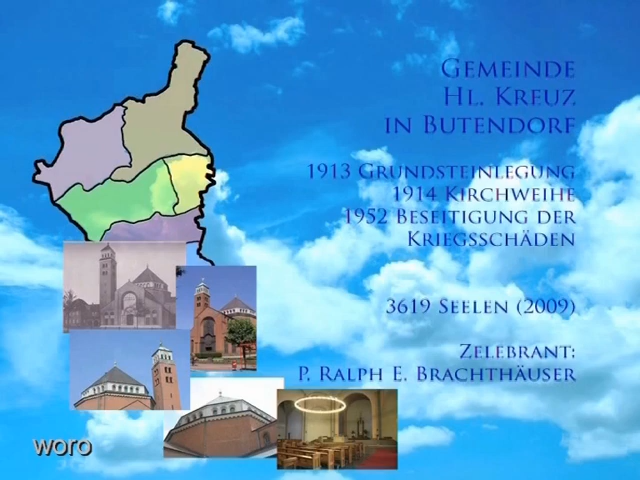 GEMEINDE
HL. KREUZ
IN BUTENDORF
1913 GRUNDSTEINLEGUNG
1914 KIRCHWEIHE
1952 BESEITIGUNG DER
KRIEGSSCHÄDEN
3619 SEELEN (2009)
ZELEBRANT:
P. RALPH E. BRACHTHÄUSER
woro